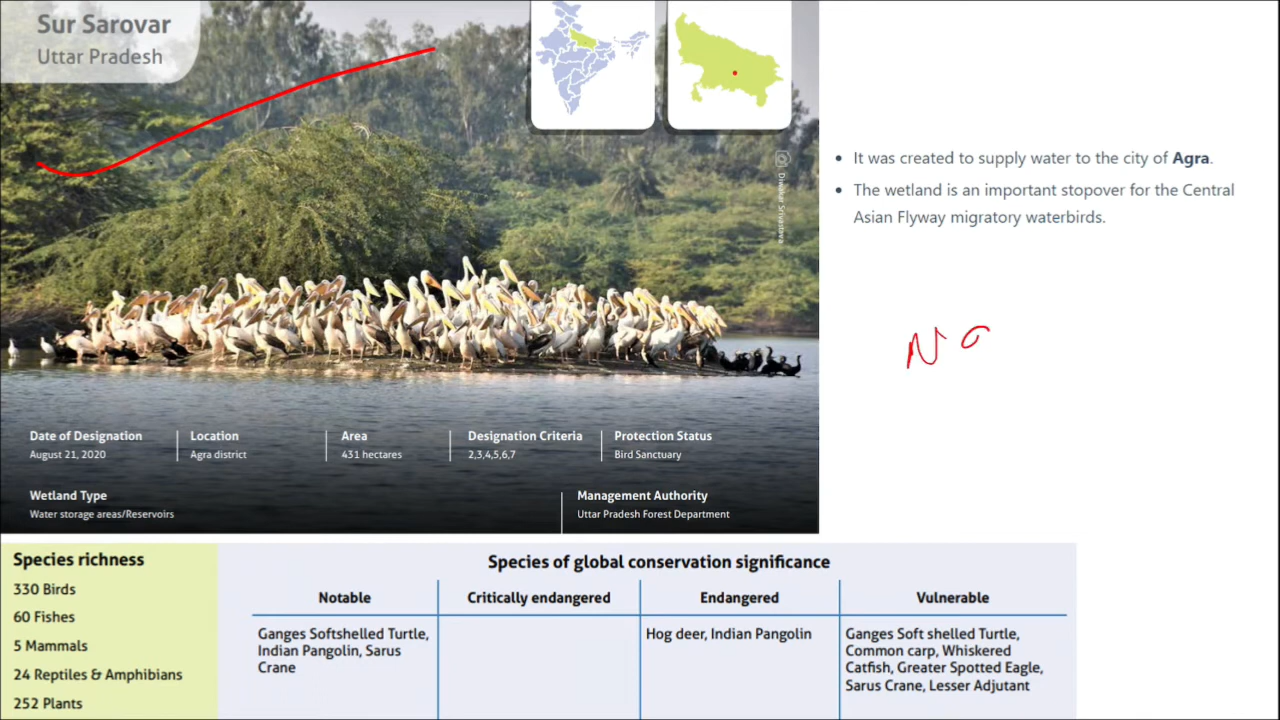 Sur Sarovar
Uttar Pradesh
Diwakar Srivastava
• It was created to supply water to the city of Agra.
• The wetland is an important stopover for the Central
Asian Flyway migratory waterbirds.
Date of Designation
August 21, 2020
Location
Agra district
Area
431 hectares
Designation Criteria
2,3,4,5,6,7
Protection Status
Bird Sanctuary
Wetland Type
Water storage areas/Reservoirs
Management Authority
Uttar Pradesh Forest Department
Species richness
330 Birds
60 Fishes
5 Mammals
24 Reptiles & Amphibians
252 Plants
Species of global conservation significance
Notable
Critically endangered
Endangered
Vulnerable
Ganges Softshelled Turtle,
Indian Pangolin, Sarus
Crane
Hog deer, Indian Pangolin
Ganges Soft shelled Turtle,
Common carp, Whiskered
Catfish, Greater Spotted Eagle,
Sarus Crane, Lesser Adjutant